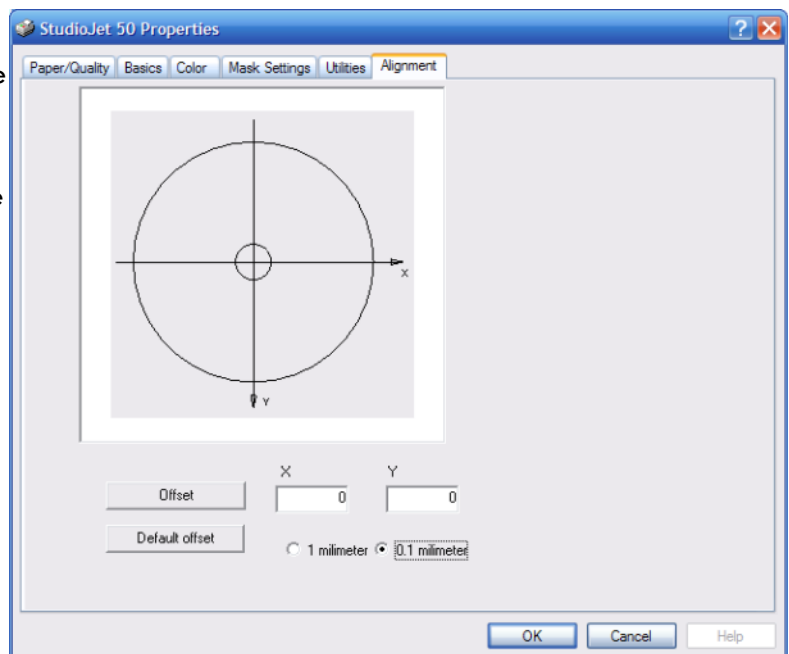 StudioJet 50 Properties
Paper/Quality Basics Color Mask Settings Utilities Alignment
e
e
X
Y
X Y
Offset 0 0
Default offset 1 milimeter 0.1 milimeter
OK Cancel Help